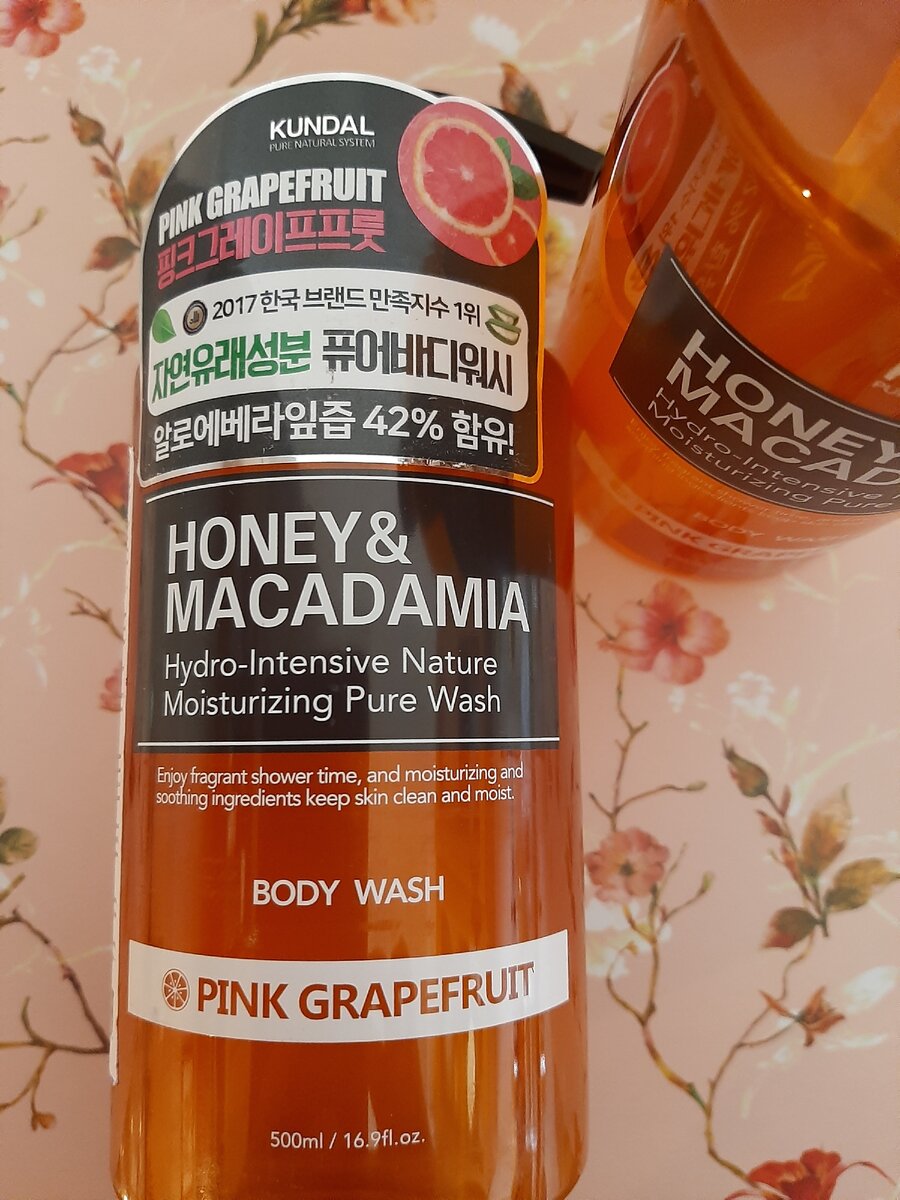 KUNDAL
PURE NATURAL SYSTEM
PINK GRAPEFRUIT
핑크그레이프프룻
2017 한국 브랜드 만족지수 1위
자연유래성분 퓨어바디워시
알로에베라잎즙 42% 함유!
HONEY&
MACADAMIA
Hydro-Intensive Nature
Moisturizing Pure Wash
Enjoy fragrant shower time, and moisturizing and
soothing ingredients keep skin clean and moist.
BODY WASH
PINK GRAPEFRUIT
500ml / 16.9fl.oz.
HONEY
MACAD
Hydro-Intensive
Moisturizing Pure
BODY WASH
PINK GRAP